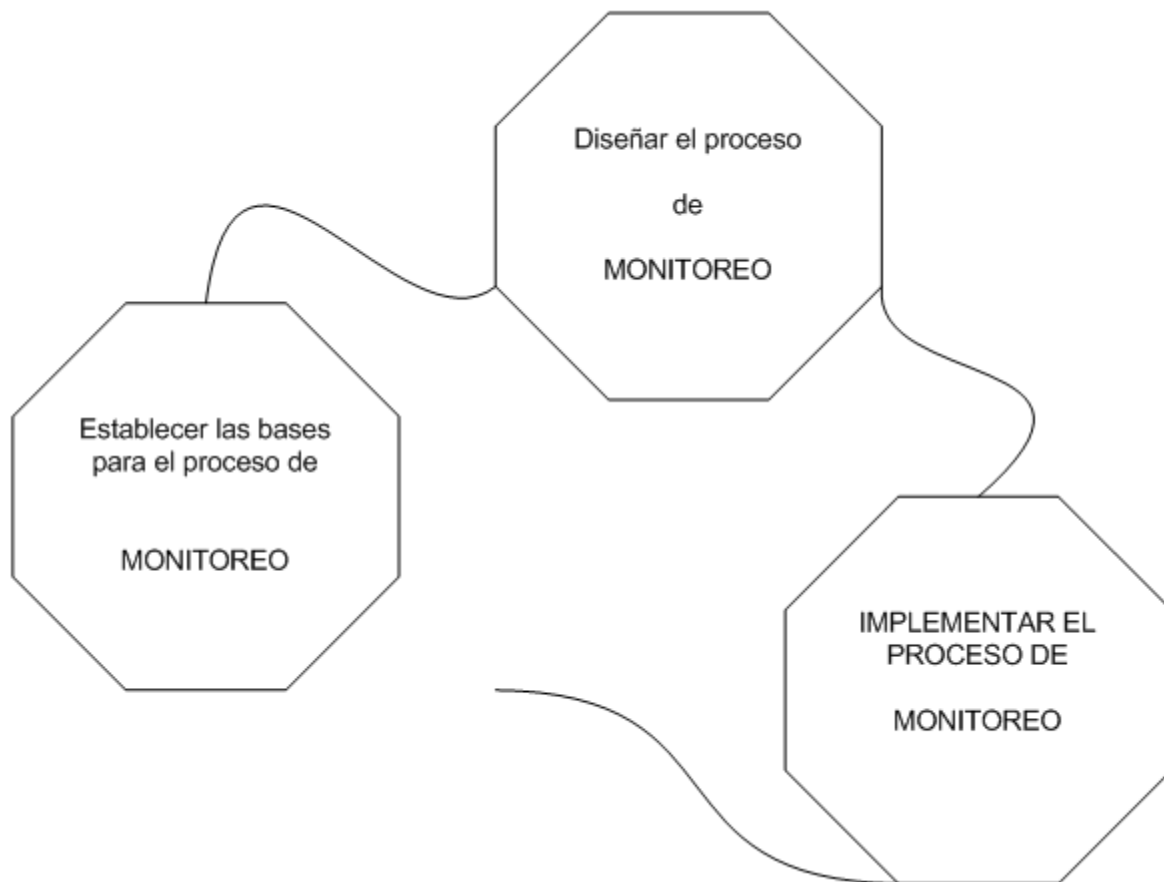 Diseñar el proceso
de
MONITOREO
Establecer las bases
para el proceso de
MONITOREO
IMPLEMENTAR EL
PROCESO DE
MONITOREO